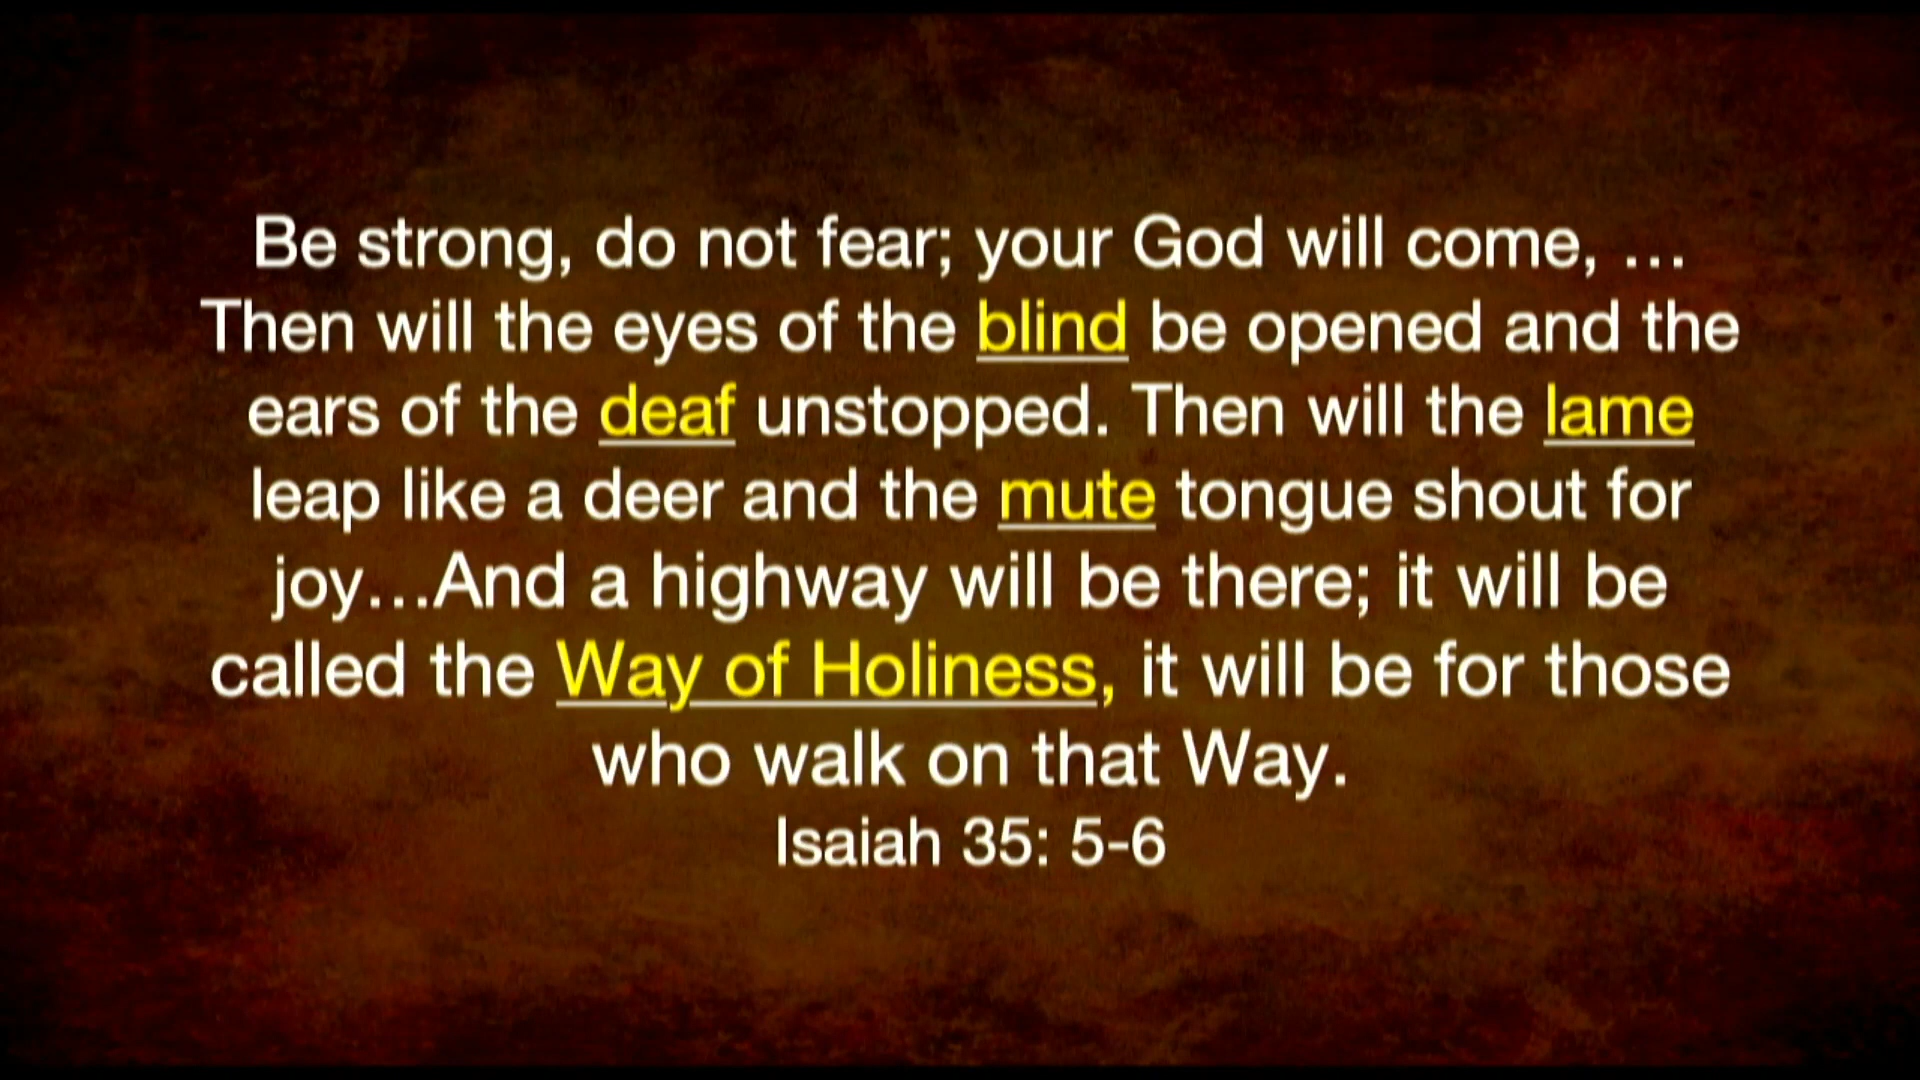 Be strong, do not fear; your God will come, …
Then will the eyes of the blind be opened and the
ears of the deaf unstopped. Then will the lame
leap like a deer and the mute tongue shout for
joy…And a highway will be there; it will be
called the Way of Holiness, it will be for those
who walk on that Way.
Isaiah 35: 5-6